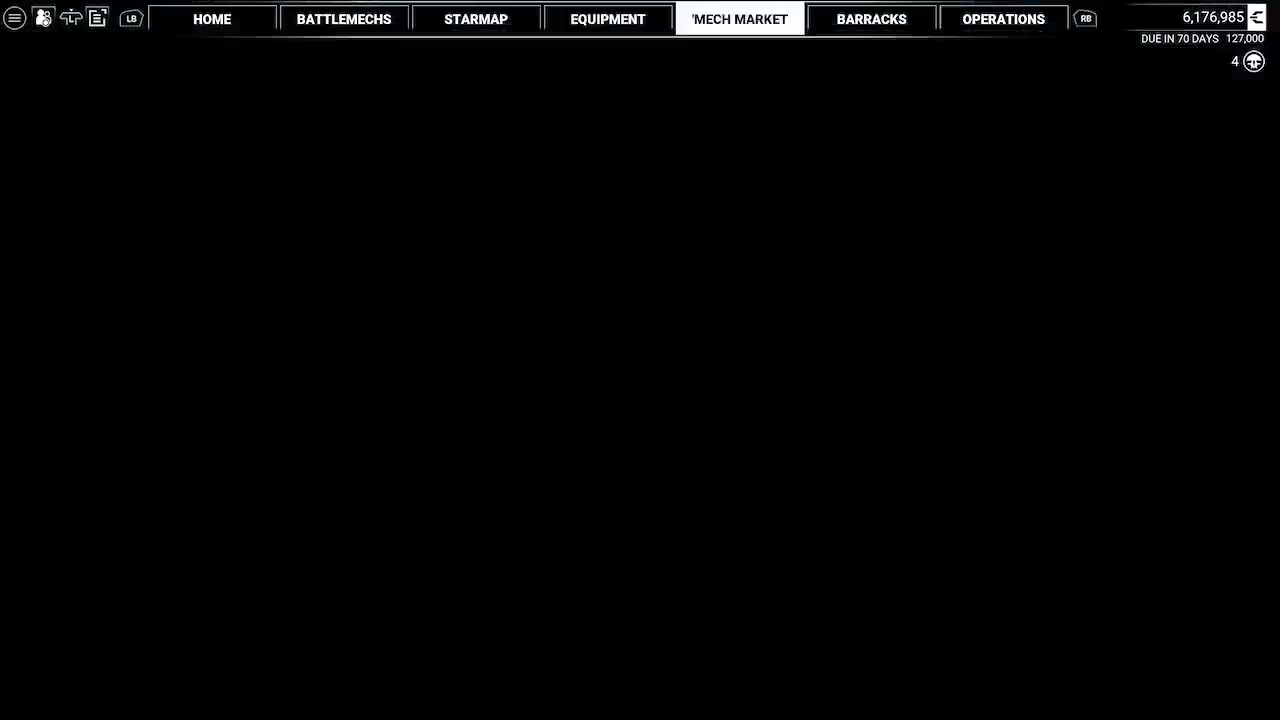 LB HOME BATTLEMECHS STARMAP EQUIPMENT 'MECH MARKET BARRACKS OPERATIONS RB 6,176,985
DUE IN 70 DAYS 127,000
4